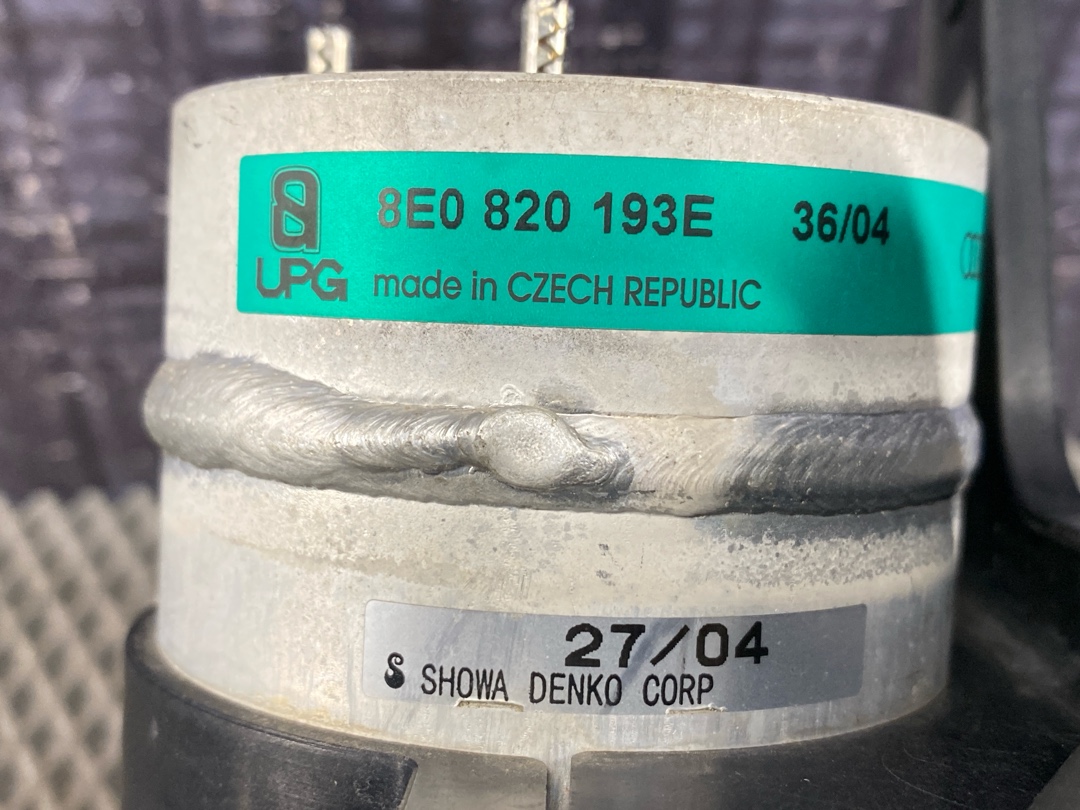 8E0 820 193E 36/04
UPG made in CZECH REPUBLIC
27/04
SHOWA DENKO CORP